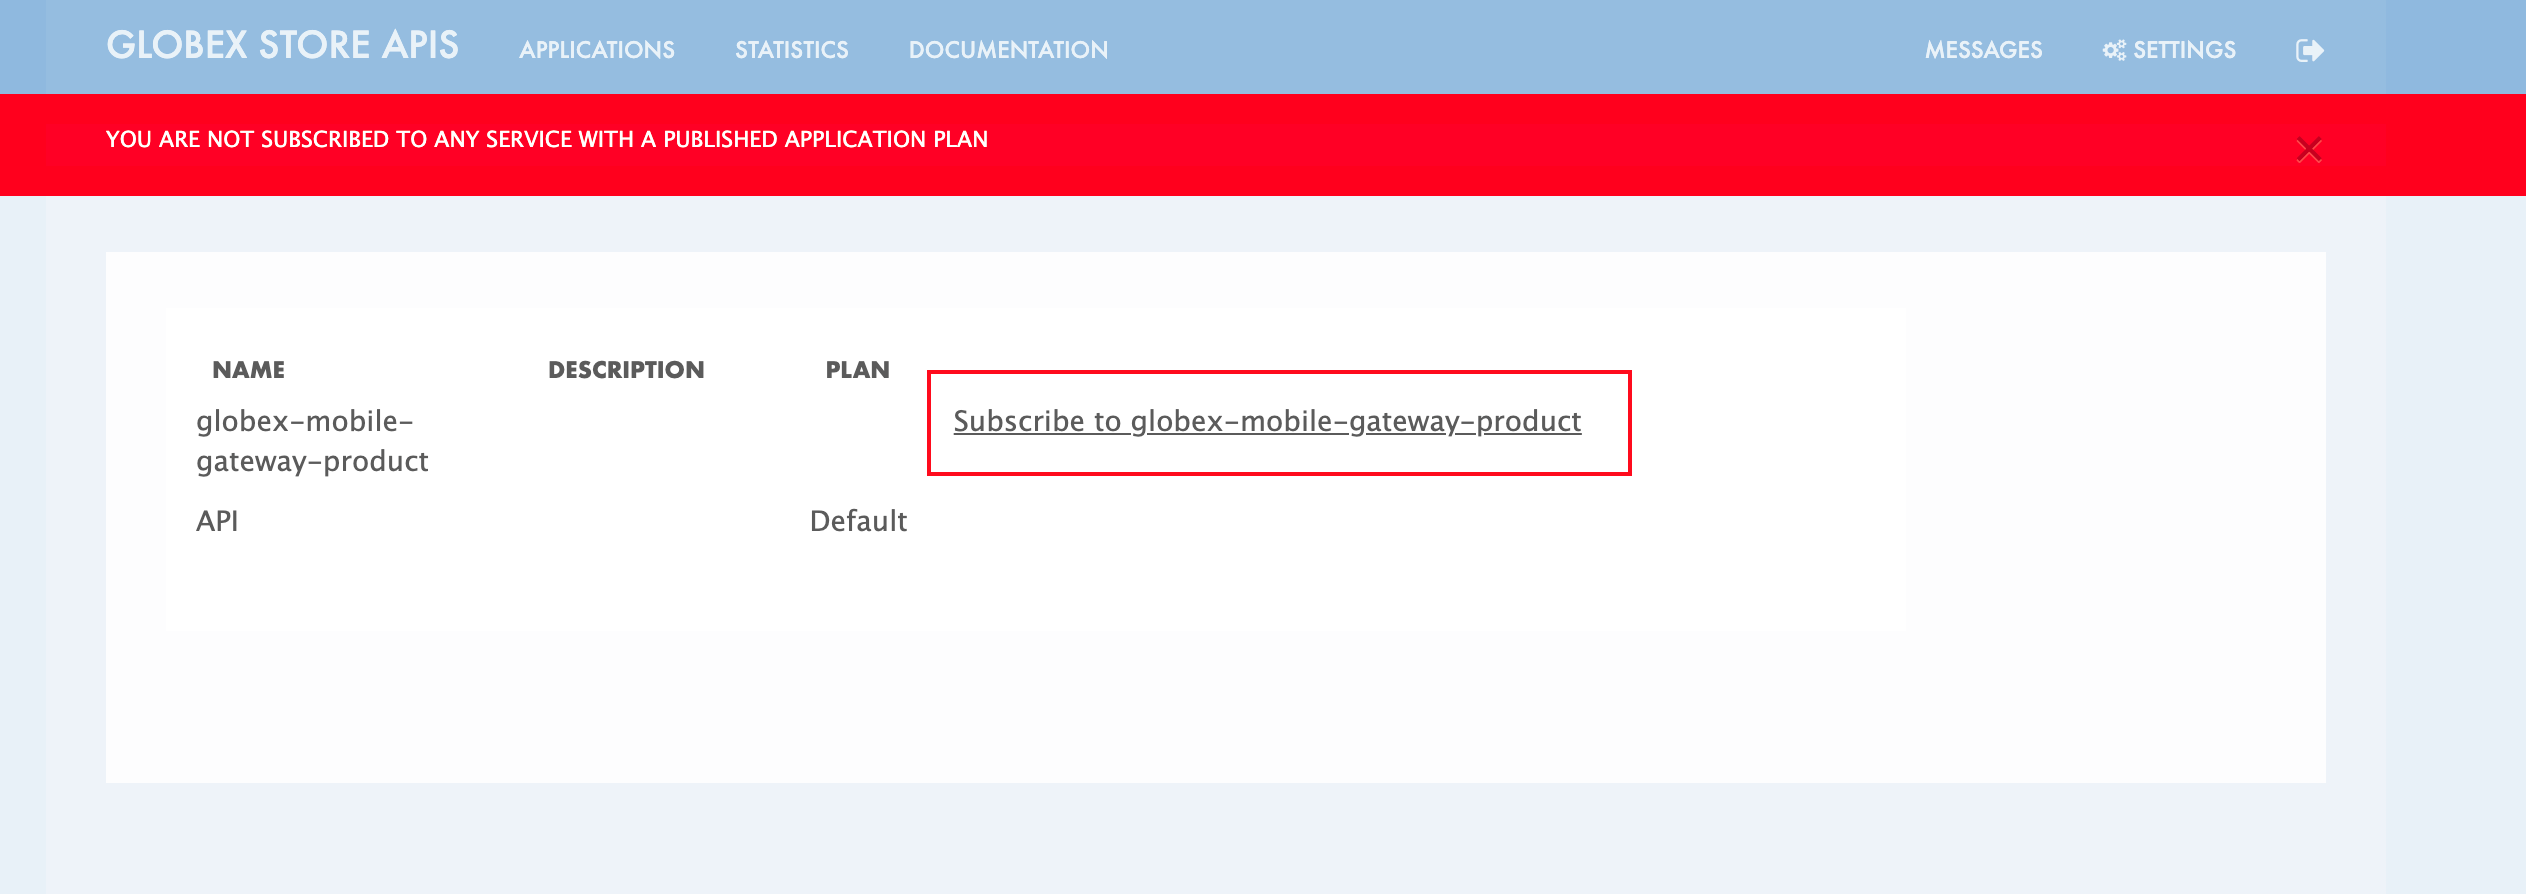 GLOBEX STORE APIS APPLICATIONS STATISTICS DOCUMENTATION MESSAGES SETTINGS
YOU ARE NOT SUBSCRIBED TO ANY SERVICE WITH A PUBLISHED APPLICATION PLAN
NAME DESCRIPTION PLAN
globex-mobile- Subscribe to globex-mobile-gateway-product
gateway-product
API Default